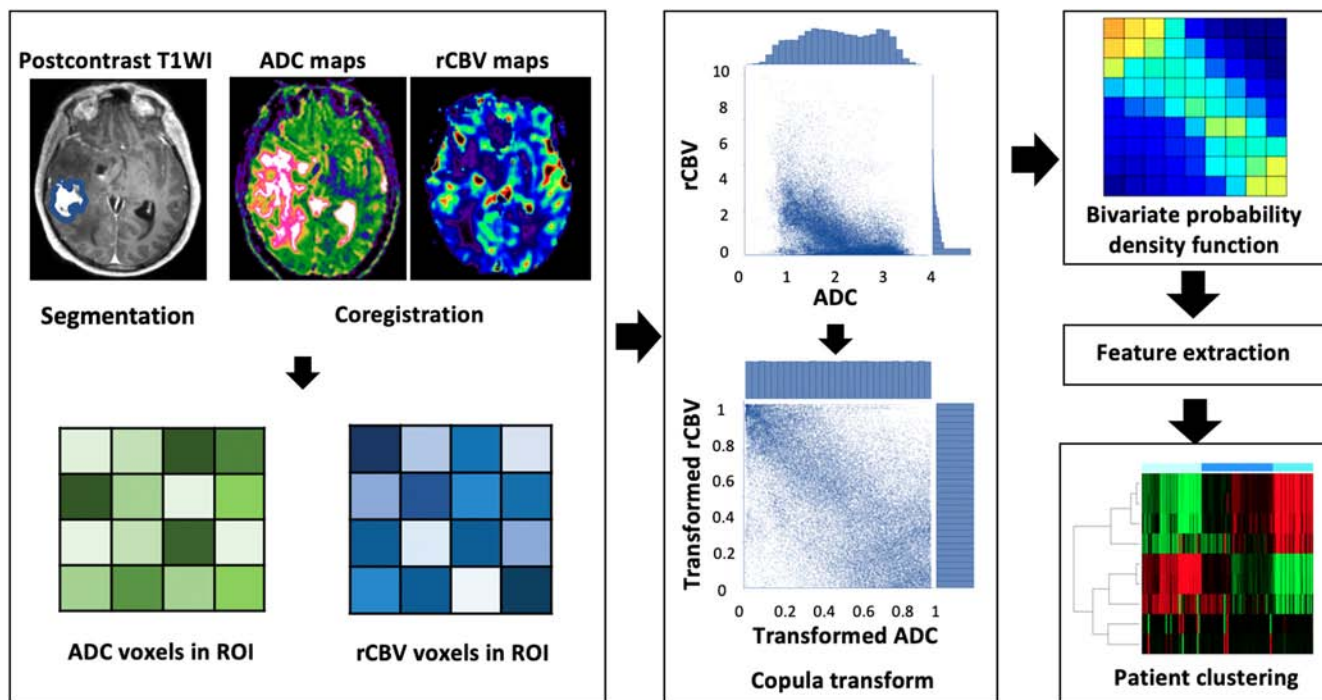 Postcontrast T1WI
ADC maps
rCBV maps
Segmentation
Coregistration
ADC voxels in ROI
rCBV voxels in ROI
10
8
6
4
2
0
rCBV
0 1 2 3 4
ADC
1
0.8
0.6
0.4
0.2
0
Transformed rCBV
0 0.2 0.4 0.6 0.8 1
Transformed ADC
Copula transform
Bivariate probability
density function
Feature extraction
Patient clustering